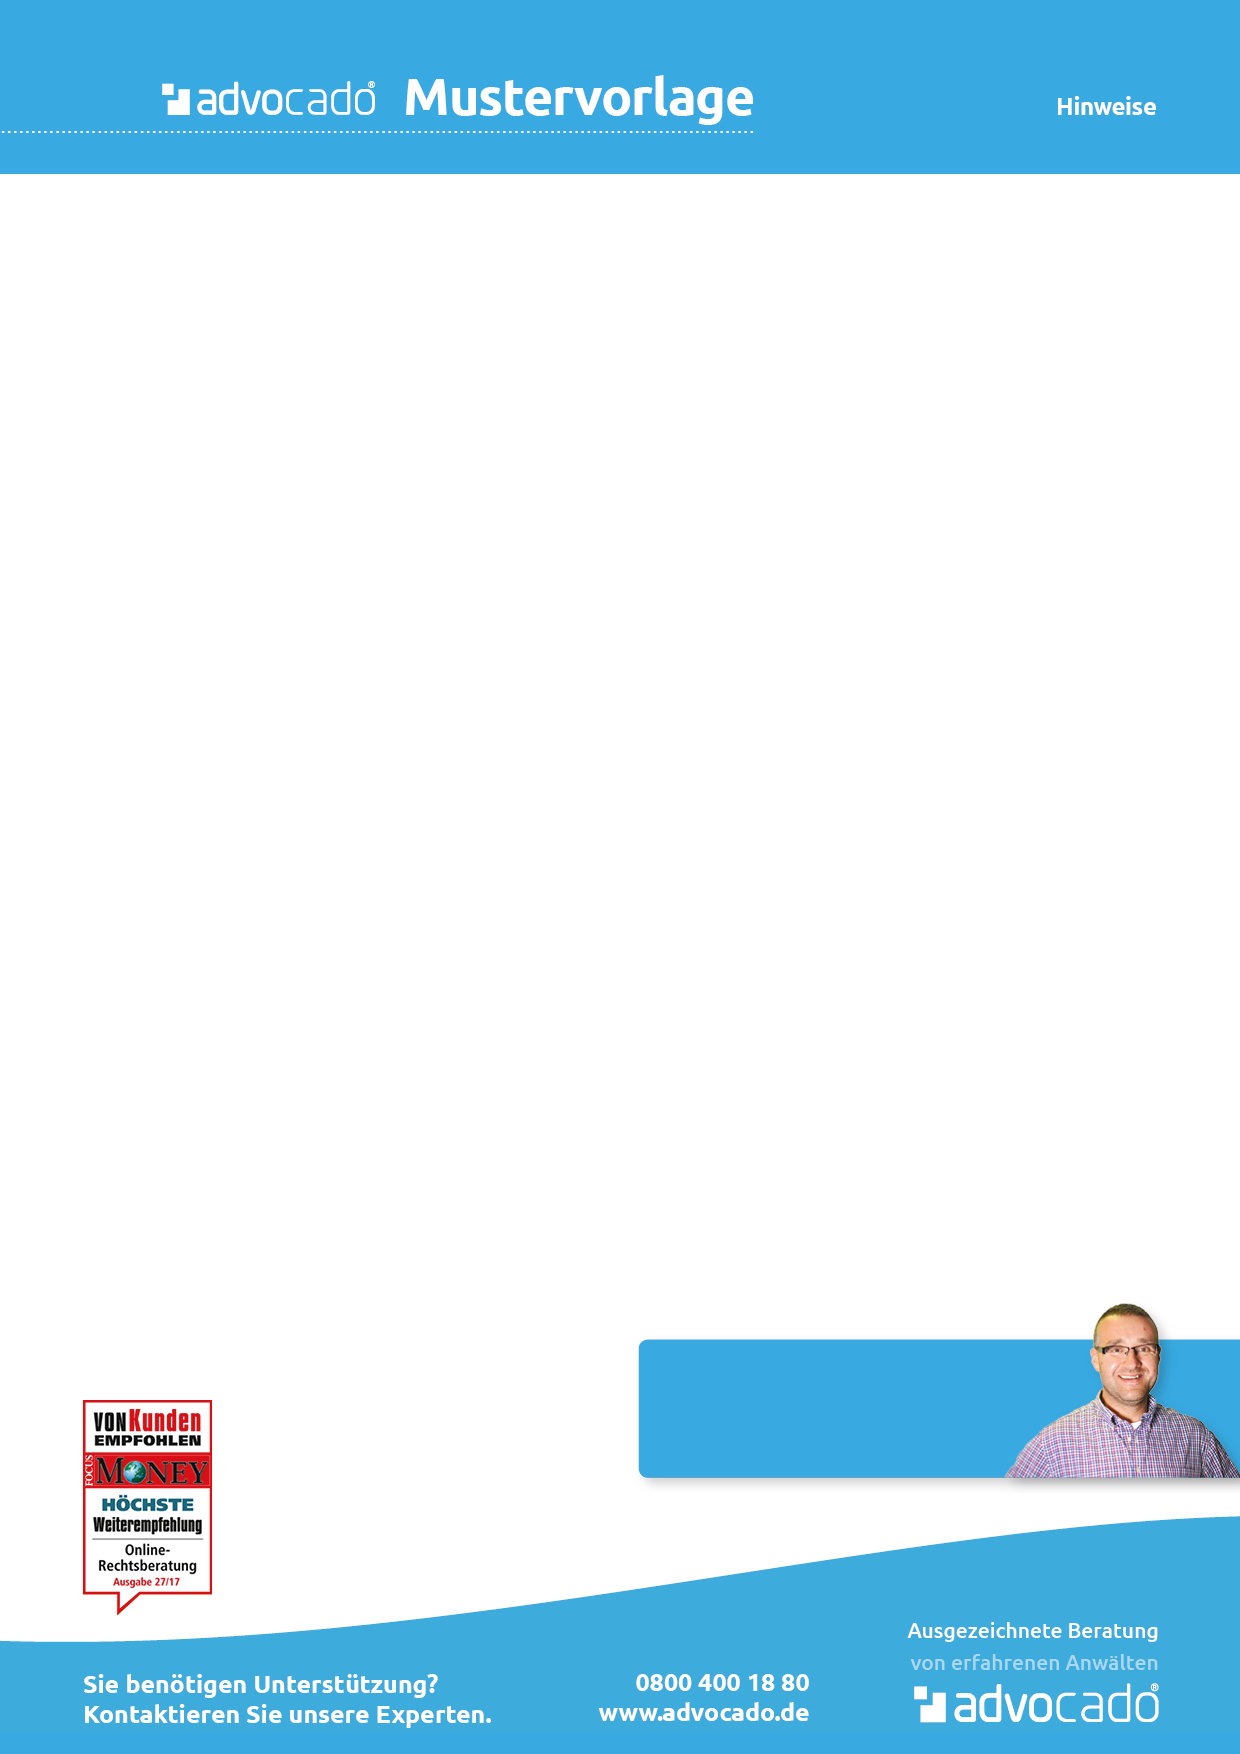 advocado® Mustervorlage
Hinweise
von Kunden
EMPFOHLEN
FOCUS
MONEY
HÖCHSTE
Weiterempfehlung
Online-
Rechtsberatung
Ausgabe 27/17
Ausgezeichnete Beratung
von erfahrenen Anwälten
advocado®
Sie benötigen Unterstützung?
Kontaktieren Sie unsere Experten.
0800 400 18 80
www.advocado.de